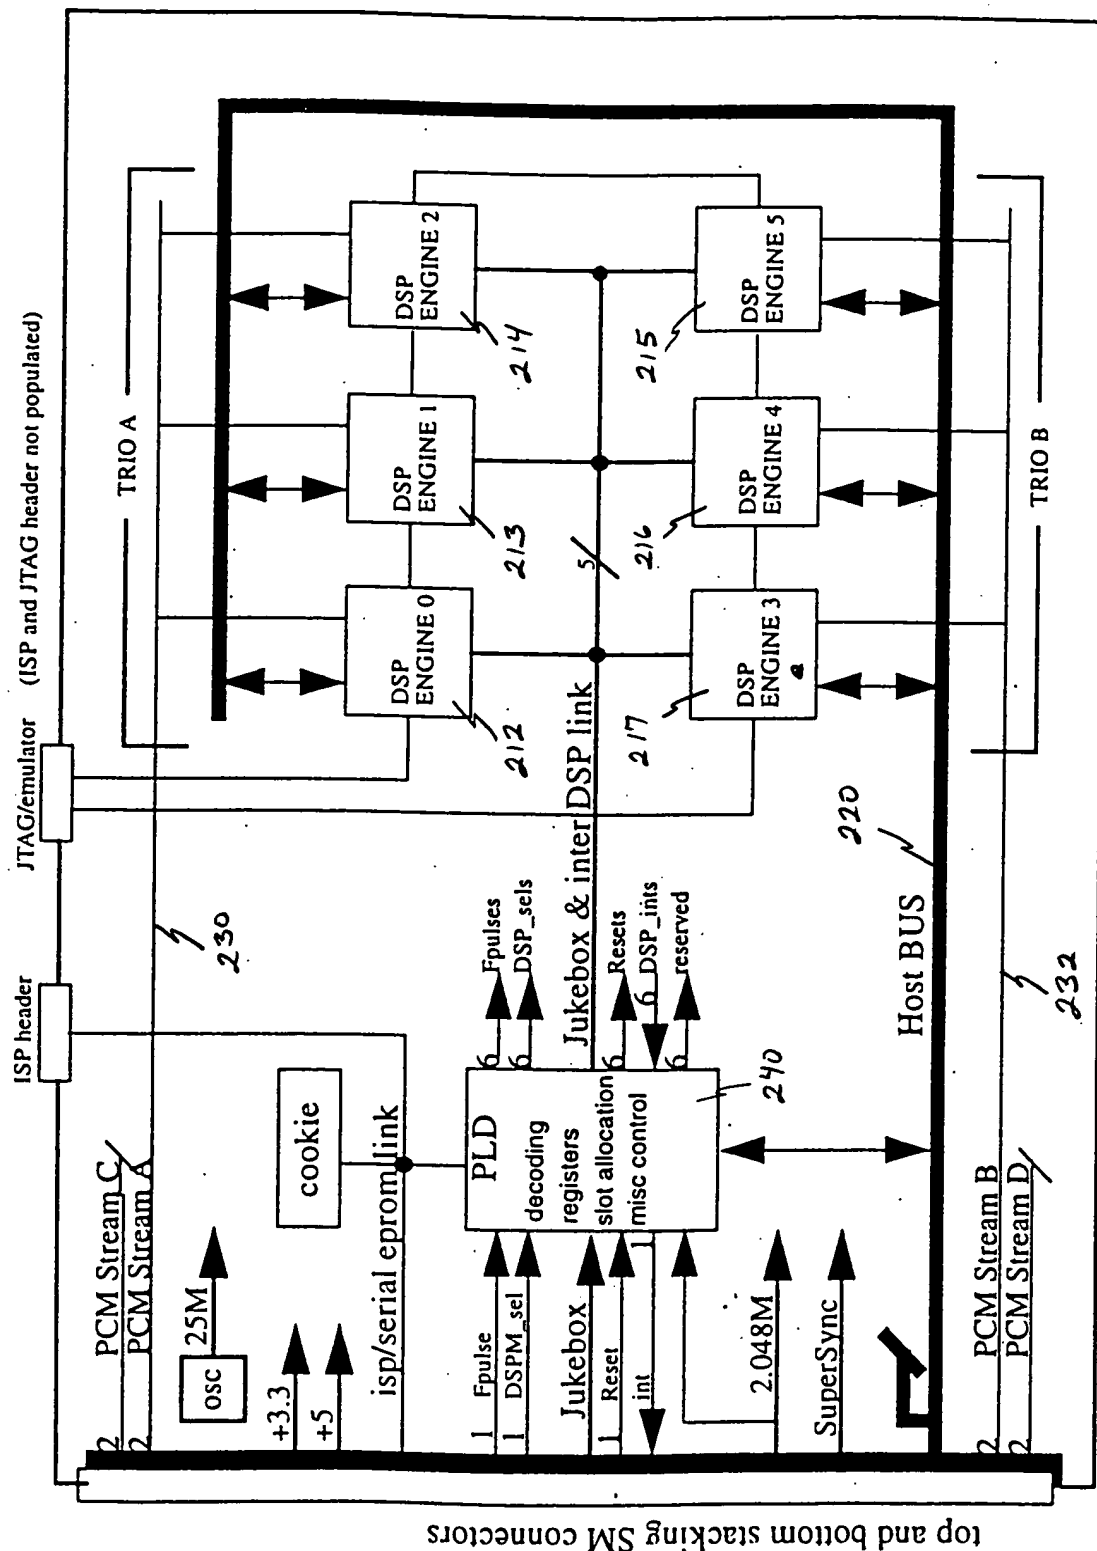 ISP header
JTAG/emulator
(ISP and JTAG header not populated)
TRIO A
230
2 PCM Stream C
2 PCM Stream A
osc
25M
+3.3
+5
cookie
isp/serial eprom link
DSP
ENGINE 0
212
DSP
ENGINE 1
213
DSP
ENGINE 2
214
1 Fpulse
1 DSPM_sel
Jukebox
1 Reset
int
1
PLD
decoding
registers
slot allocation
misc control
240
6 Fpulses
6 DSP_sels
Jukebox & inter DSP link
5
6 Resets
6 DSP_ints
6 reserved
DSP
ENGINE 3
217
DSP
ENGINE 4
216
DSP
ENGINE 5
215
2.048M
SuperSync
Host BUS
220
2 PCM Stream B
2 PCM Stream D
232
TRIO B
top and bottom stacking SM connectors